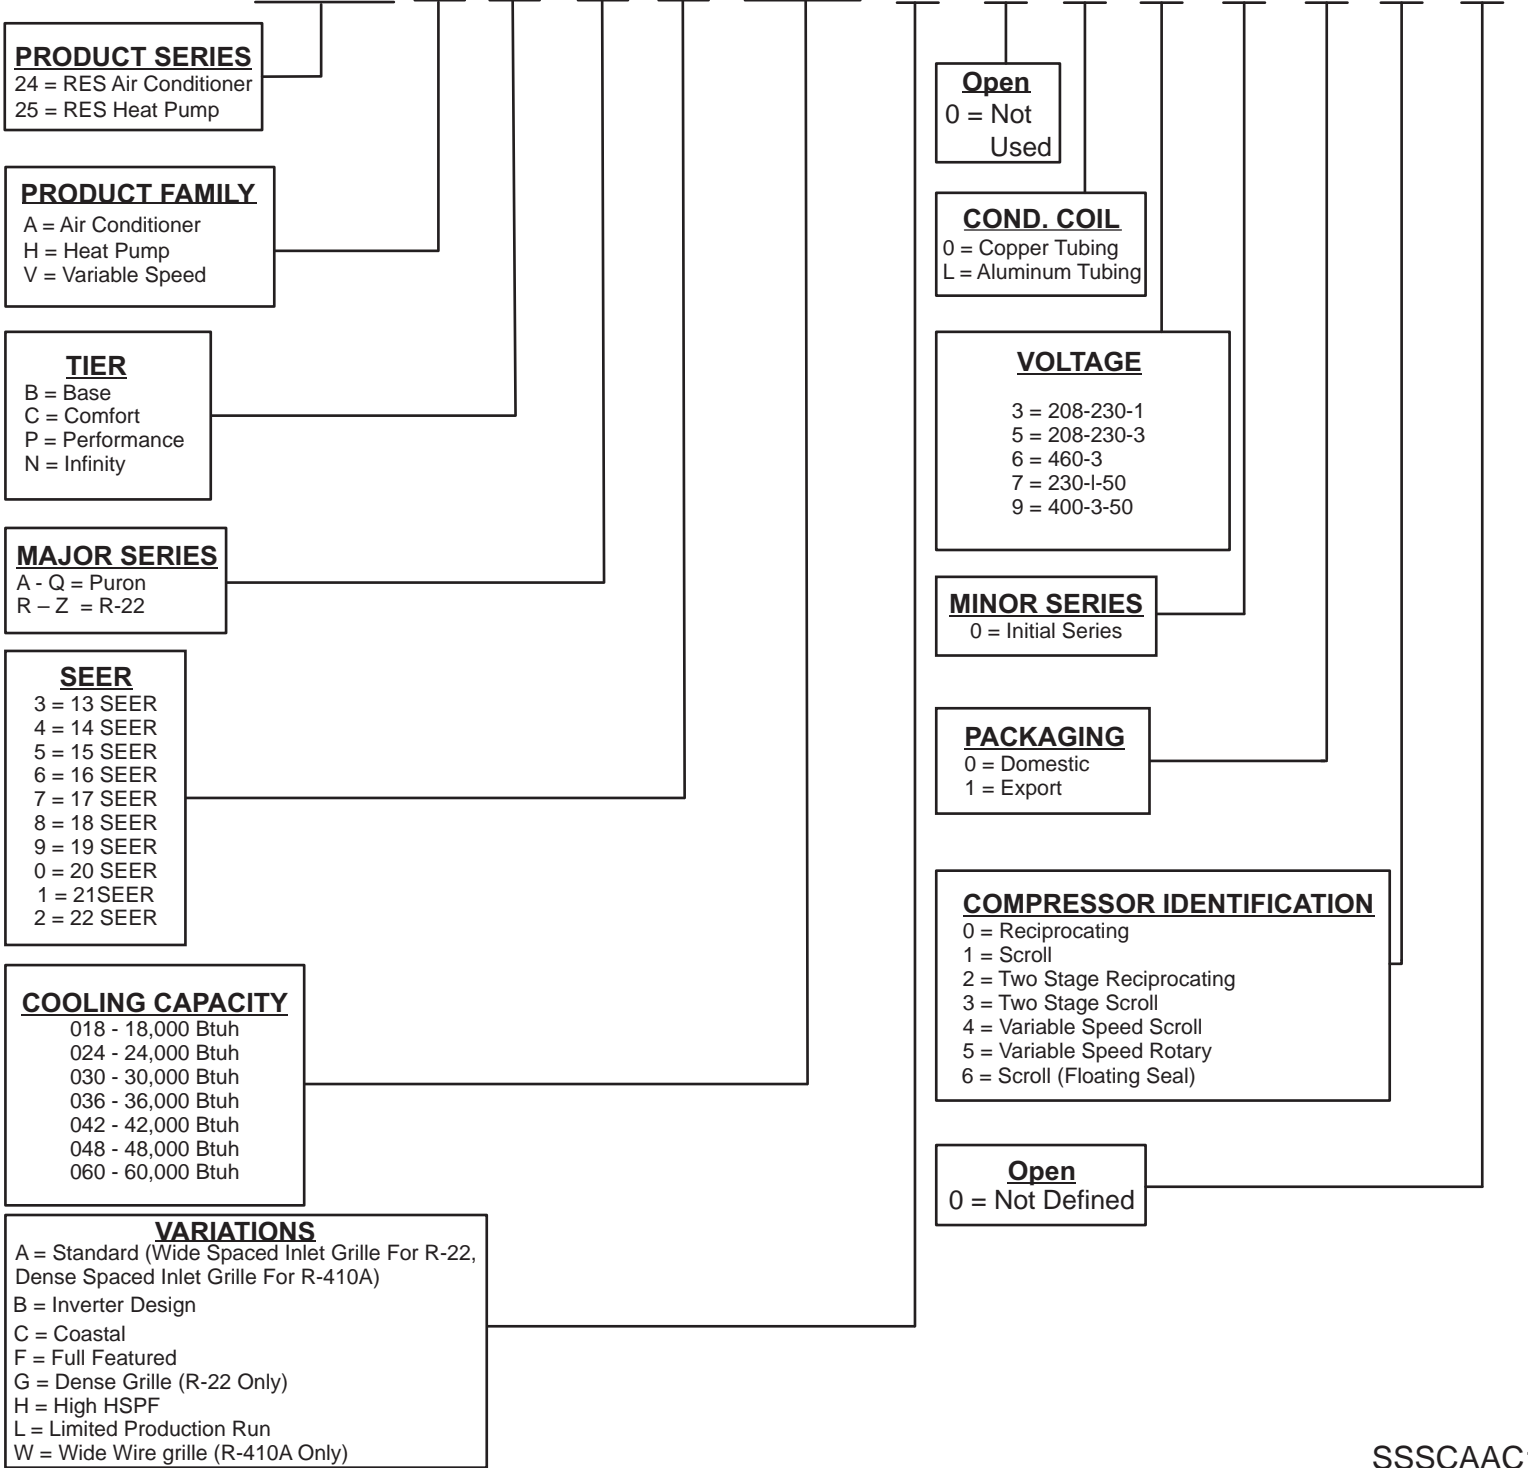 PRODUCT SERIES
24 = RES Air Conditioner
25 = RES Heat Pump
PRODUCT FAMILY
A = Air Conditioner
H = Heat Pump
V = Variable Speed
TIER
B = Base
C = Comfort
P = Performance
N = Infinity
MAJOR SERIES
A - Q = Puron
R – Z = R-22
SEER
3 = 13 SEER
4 = 14 SEER
5 = 15 SEER
6 = 16 SEER
7 = 17 SEER
8 = 18 SEER
9 = 19 SEER
0 = 20 SEER
1 = 21SEER
2 = 22 SEER
COOLING CAPACITY
018 - 18,000 Btuh
024 - 24,000 Btuh
030 - 30,000 Btuh
036 - 36,000 Btuh
042 - 42,000 Btuh
048 - 48,000 Btuh
060 - 60,000 Btuh
VARIATIONS
A = Standard (Wide Spaced Inlet Grille For R-22,
Dense Spaced Inlet Grille For R-410A)
B = Inverter Design
C = Coastal
F = Full Featured
G = Dense Grille (R-22 Only)
H = High HSPF
L = Limited Production Run
W = Wide Wire grille (R-410A Only)
Open
0 = Not
Used
COND. COIL
0 = Copper Tubing
L = Aluminum Tubing
VOLTAGE
3 = 208-230-1
5 = 208-230-3
6 = 460-3
7 = 230-I-50
9 = 400-3-50
MINOR SERIES
0 = Initial Series
PACKAGING
0 = Domestic
1 = Export
COMPRESSOR IDENTIFICATION
0 = Reciprocating
1 = Scroll
2 = Two Stage Reciprocating
3 = Two Stage Scroll
4 = Variable Speed Scroll
5 = Variable Speed Rotary
6 = Scroll (Floating Seal)
Open
0 = Not Defined
SSSCAAC